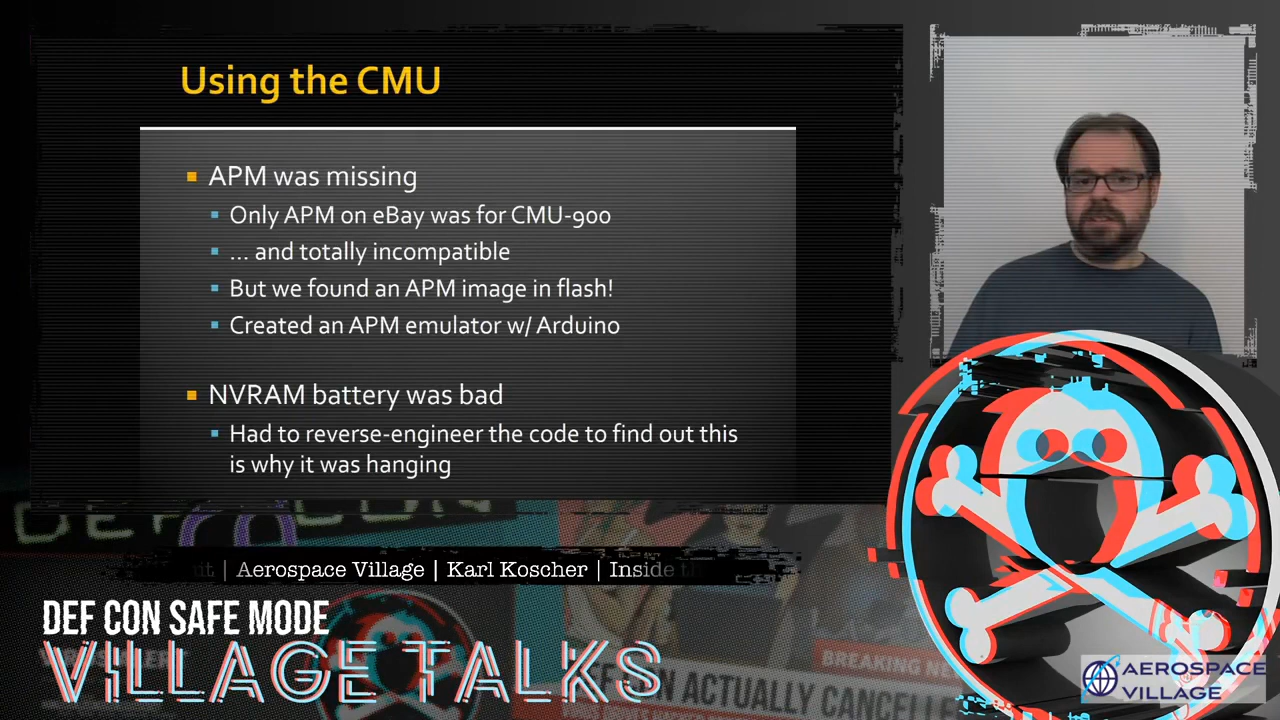 Using the CMU
APM was missing
Only APM on eBay was for CMU-900
... and totally incompatible
But we found an APM image in flash!
Created an APM emulator w/ Arduino
NVRAM battery was bad
Had to reverse-engineer the code to find out this
is why it was hanging
DEF CON
| Aerospace Village | Karl Koscher | Inside
DEF CON SAFE MODE
VILLAGE TALKS
BREAKING
ACTUALLY
AEROSPACE
VILLAGE